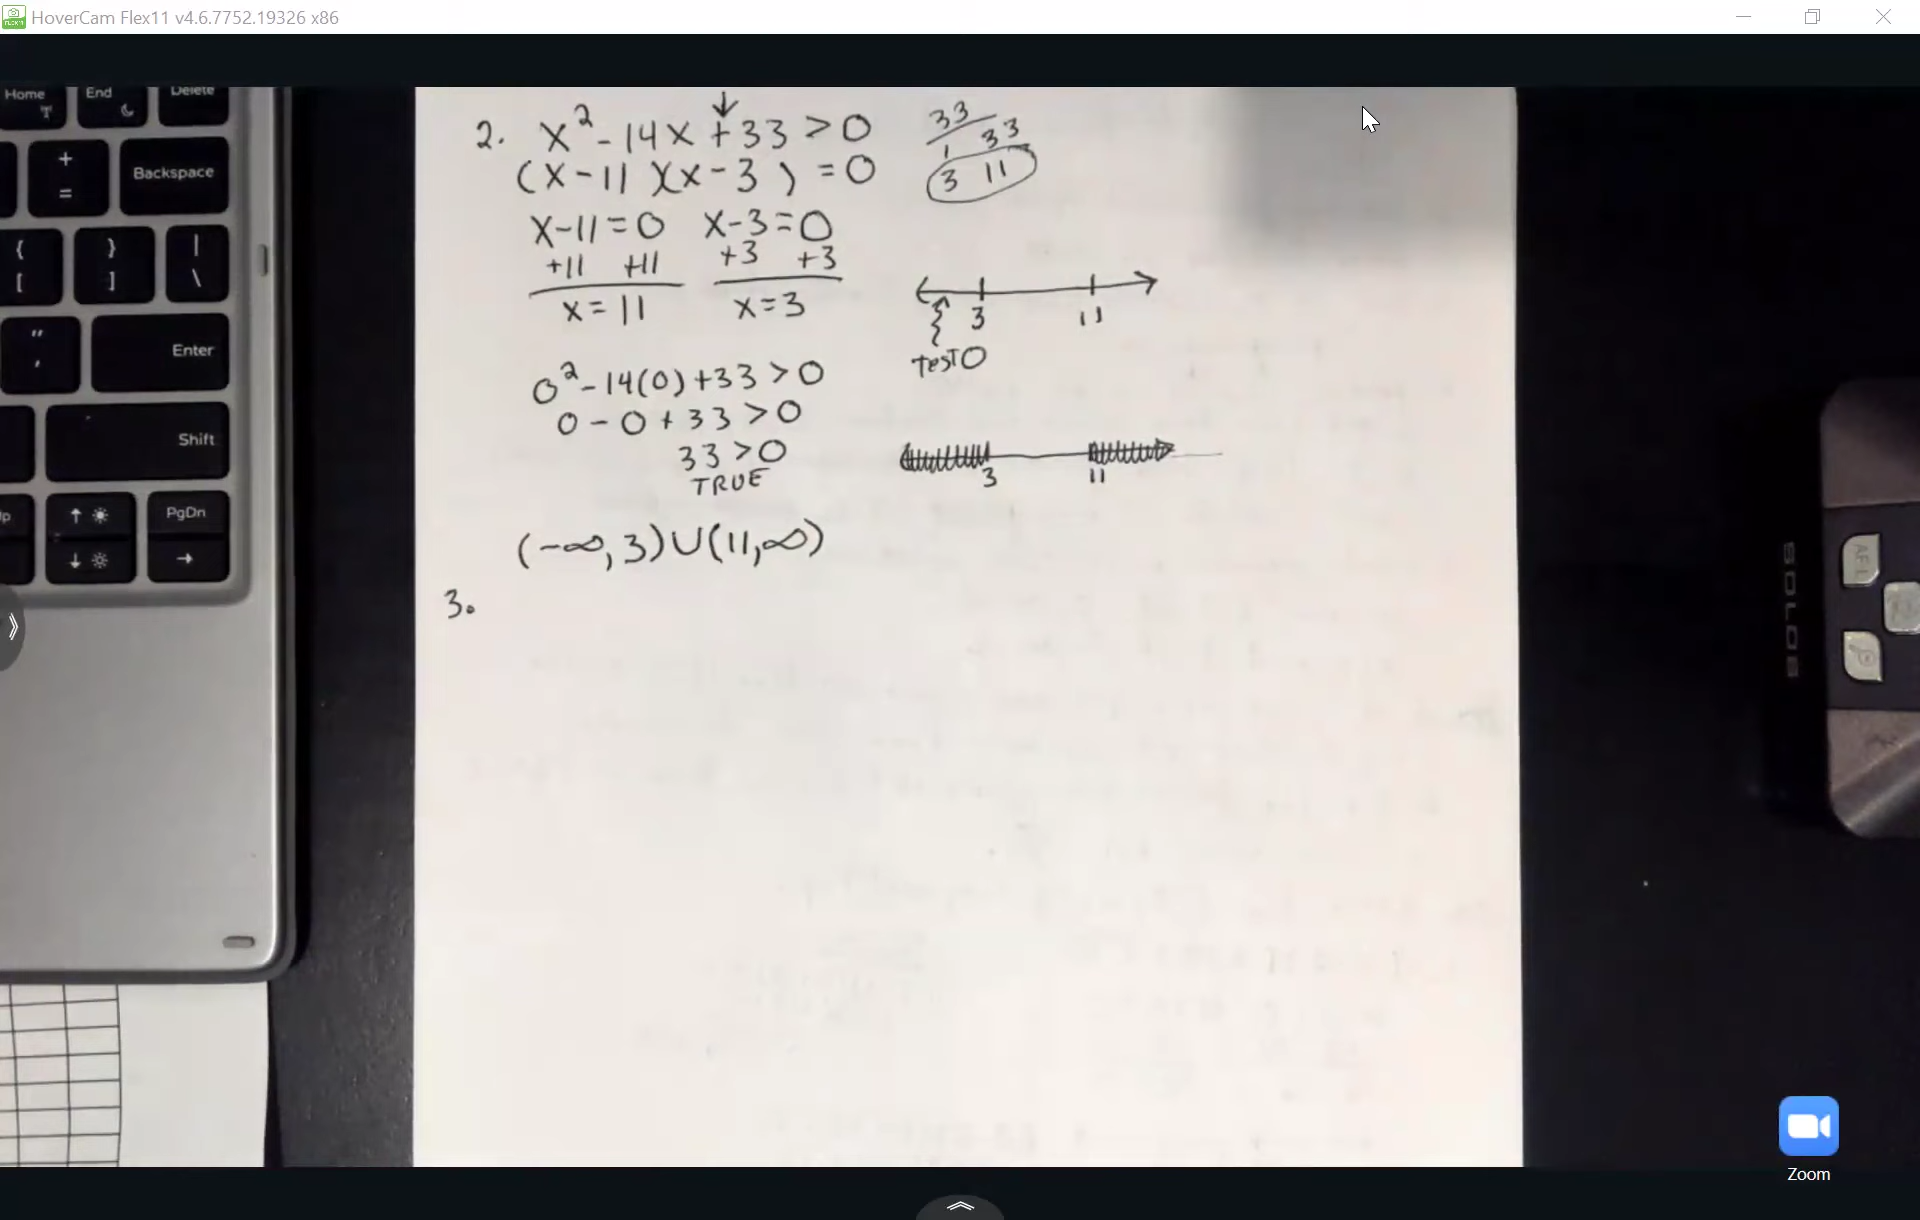 HoverCam Flex11 v4.6.7752.19326 x86
Home End Delete
+ = Backspace
{ [ } ] | \
" ' Enter
Shift
PgDn
2. x² - 14x + 33 > 0
(x - 11)(x - 3) = 0
x - 11 = 0 x - 3 = 0
+11 +11 +3 +3
x = 11 x = 3
0² - 14(0) + 33 > 0
0 - 0 + 33 > 0
33 > 0
TRUE
(-∞, 3) ∪ (11, ∞)
3.
33
1 33
3 11
3 11
test 0
3 11
SOLO8
AF
Zoom